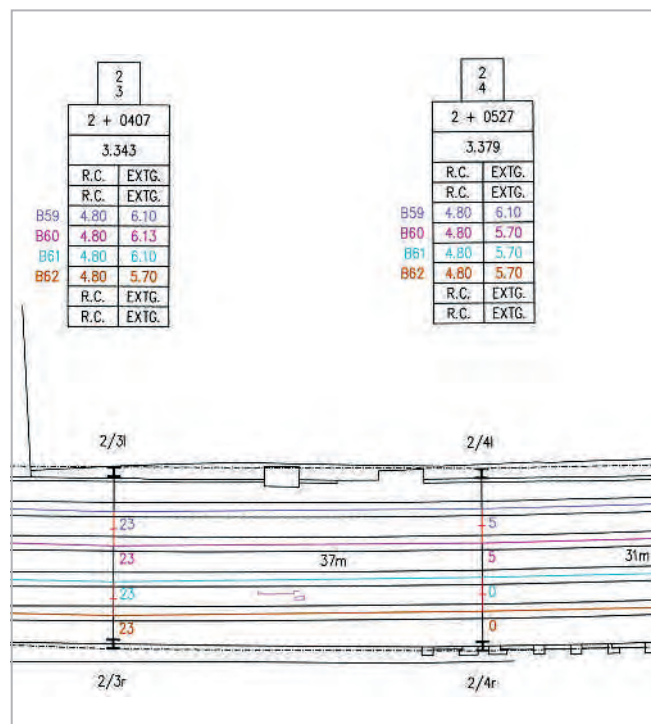 2
3
2 + 0407
3.343
R.C. EXTG.
R.C. EXTG.
B59 4.80 6.10
B60 4.80 6.13
B61 4.80 6.10
B62 4.80 5.70
R.C. EXTG.
R.C. EXTG.
2
4
2 + 0527
3.379
R.C. EXTG.
R.C. EXTG.
B59 4.80 6.10
B60 4.80 5.70
B61 4.80 5.70
B62 4.80 5.70
R.C. EXTG.
R.C. EXTG.
2/3l 2/4l
23 5
23 37m 5 31m
23 0
23 0
2/3r 2/4r